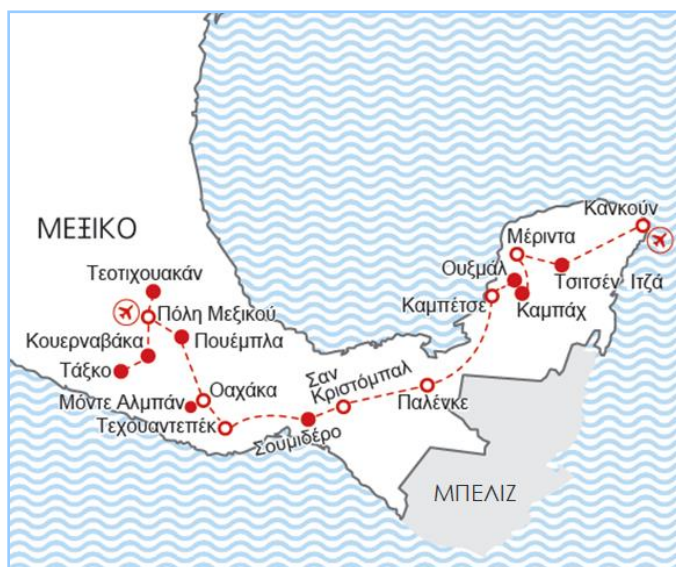 ΜΕΞΙΚΟ
Τεοτιχουακάν
Πόλη Μεξικού
Κουερναβάκα
Πουέμπλα
Τάξκο
Μόντε Αλμπάν
Οαχάκα
Τεχουαντεπέκ
Σουμιδέρο
Σαν
Κριστόμπαλ
Παλένκε
Καμπέτσε
Ουξμάλ
Καμπάχ
Μέριντα
Τσιτσέν Ιτζά
Κανκούν
ΜΠΕΛΙΖ